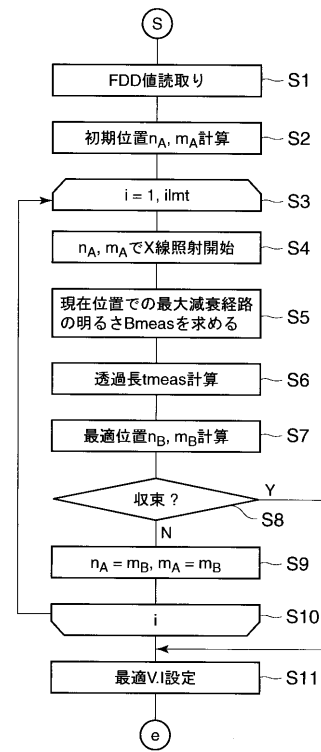 S
FDD値読取り
S1
初期位置nA, mA計算
S2
i = 1, ilmt
S3
nA, mAでX線照射開始
S4
現在位置での最大減衰経路
の明るさBmeasを求める
S5
透過長tmeas計算
S6
最適位置nB, mB計算
S7
収束？
Y
S8
N
nA = mB, mA = mB
S9
i
S10
最適V.I設定
S11
e